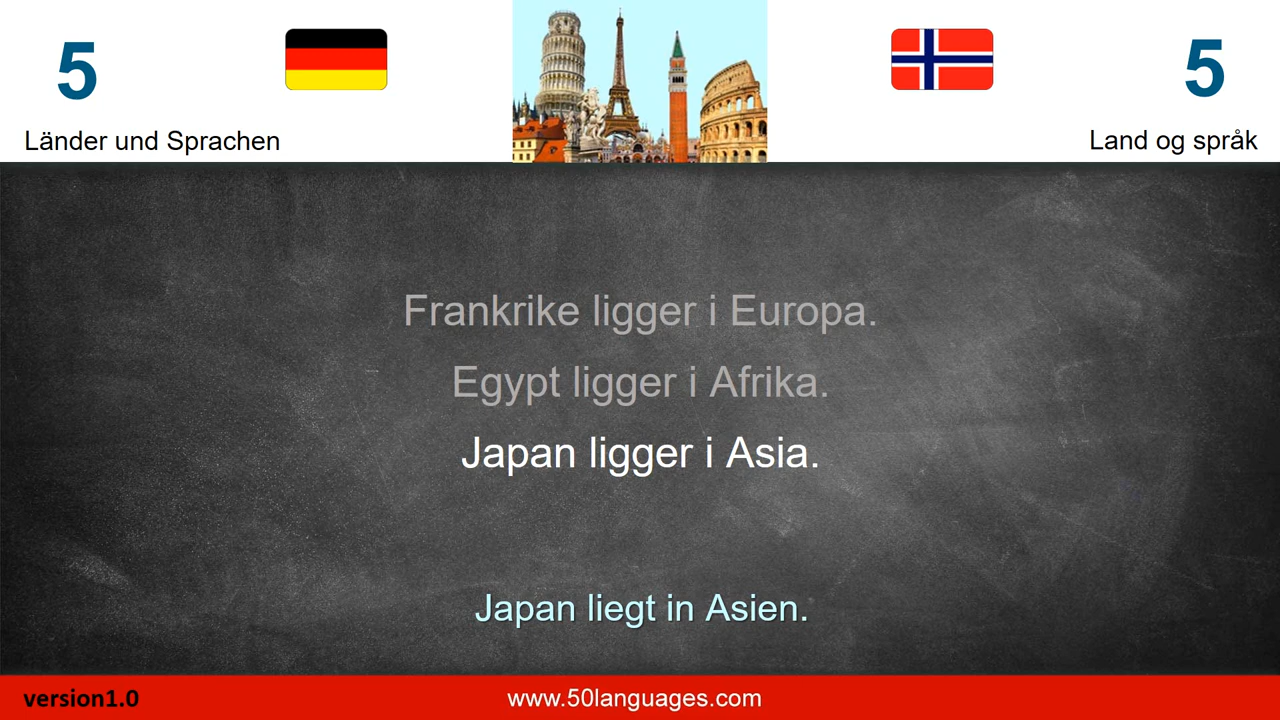 5
5
Länder und Sprachen
Land og språk
Frankrike ligger i Europa.
Egypt ligger i Afrika.
Japan ligger i Asia.
Japan liegt in Asien.
version1.0
www.50languages.com